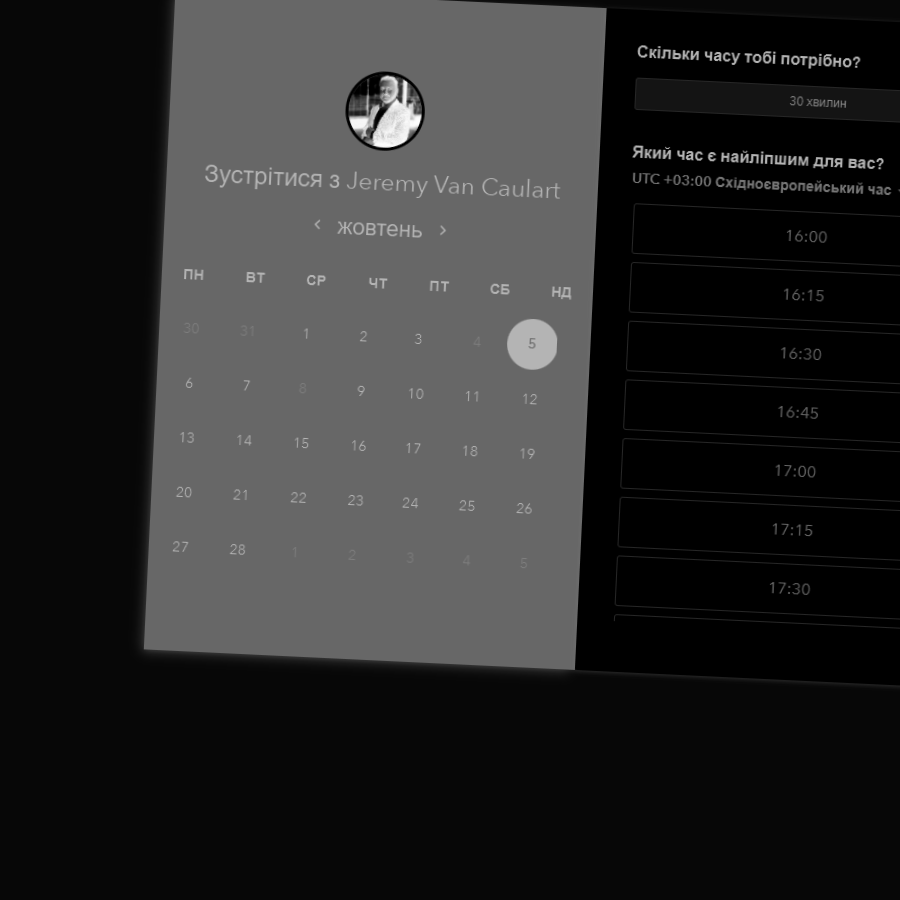 Зустрітися з Jeremy Van Caulart
жовтень
ПН ВТ СР ЧТ ПТ СБ НД
30 31 1 2 3 4 5
6 7 8 9 10 11 12
13 14 15 16 17 18 19
20 21 22 23 24 25 26
27 28 1 2 3 4 5
Скільки часу тобі потрібно?
30 хвилин
Який час є найліпшим для вас?
UTC +03:00 Східноєвропейський час
16:00
16:15
16:30
16:45
17:00
17:15
17:30